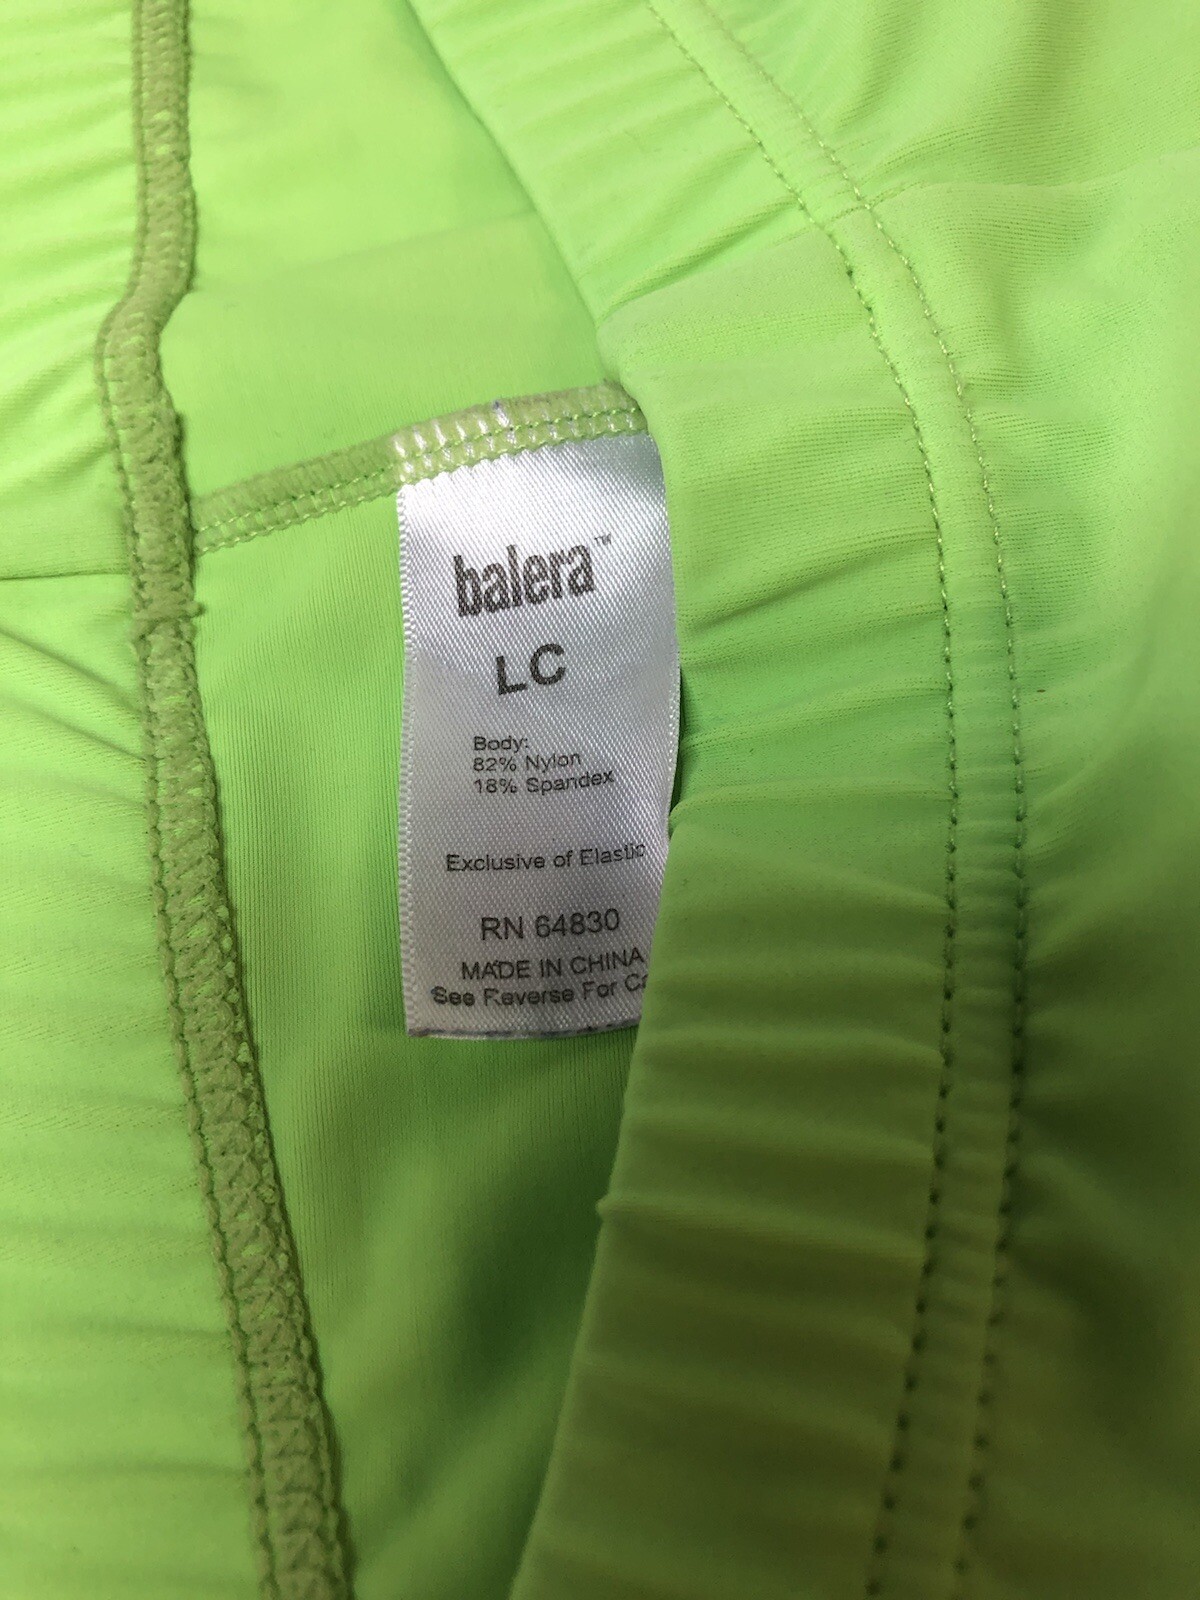 balera™
LC
Body:
82% Nylon
18% Spandex
Exclusive of Elastic
RN 64830
MADE IN CHINA
See Reverse For